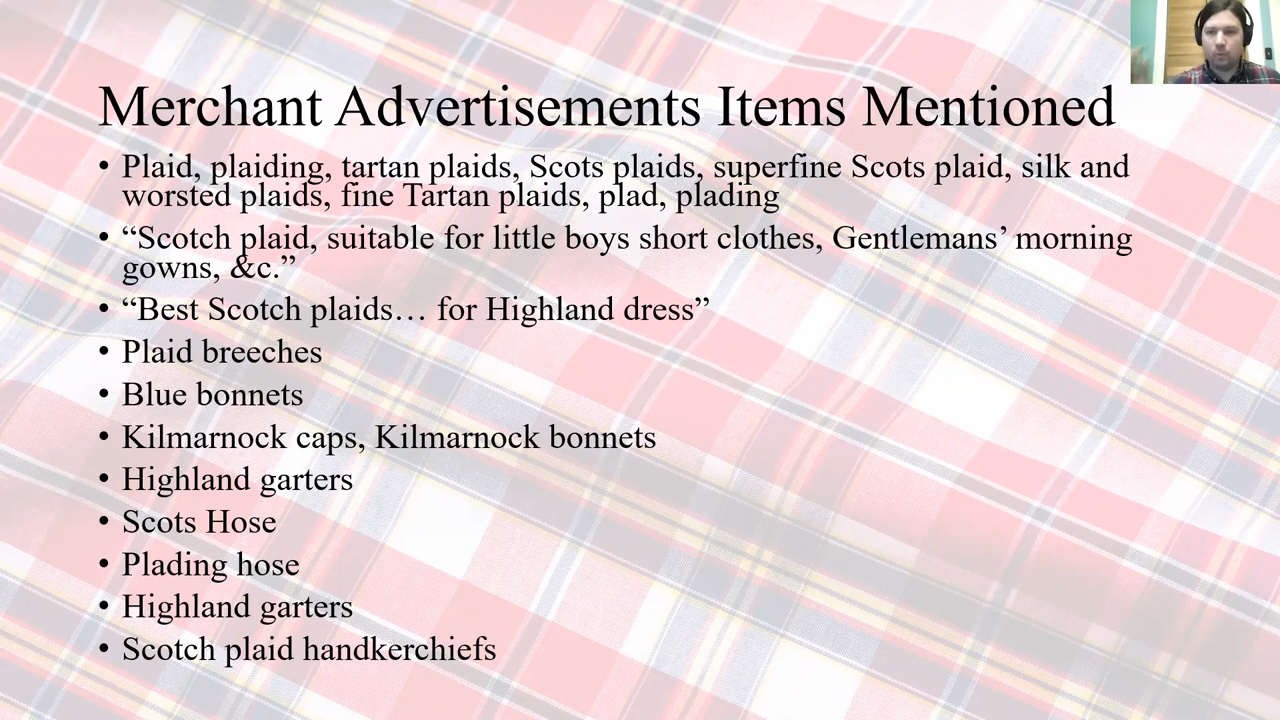 Merchant Advertisements Items Mentioned
• Plaid, plaiding, tartan plaids, Scots plaids, superfine Scots plaid, silk and
worsted plaids, fine Tartan plaids, plad, plading
• “Scotch plaid, suitable for little boys short clothes, Gentlemans’ morning
gowns, &c.”
• “Best Scotch plaids… for Highland dress”
• Plaid breeches
• Blue bonnets
• Kilmarnock caps, Kilmarnock bonnets
• Highland garters
• Scots Hose
• Plading hose
• Highland garters
• Scotch plaid handkerchiefs